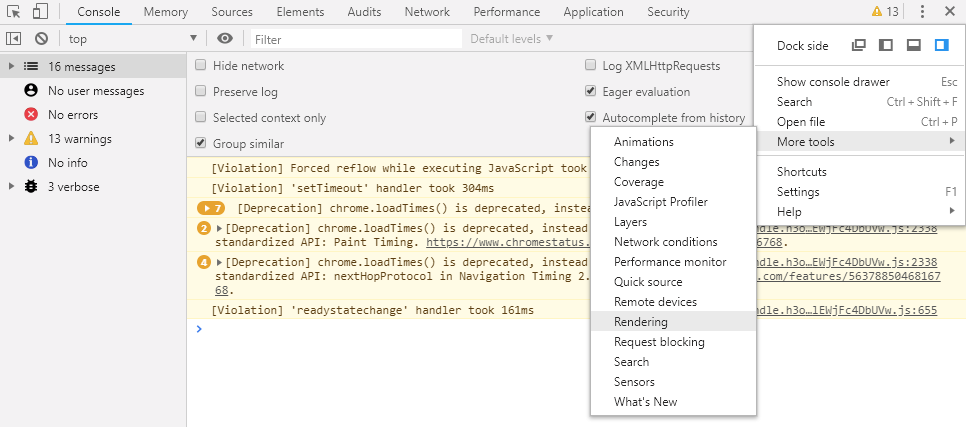 Console Memory Sources Elements Audits Network Performance Application Security 13
top Filter Default levels
16 messages
No user messages
No errors
13 warnings
No info
3 verbose
Hide network
Preserve log
Selected context only
Group similar
Log XMLHttpRequests
Eager evaluation
Autocomplete from history
[Violation] Forced reflow while executing JavaScript took
[Violation] 'setTimeout' handler took 304ms
7 [Deprecation] chrome.loadTimes() is deprecated, instea
2 [Deprecation] chrome.loadTimes() is deprecated, instead ndle.h3o…EWjFc4DbUVw.js:2338
standardized API: Paint Timing. https://www.chromestatus. 6768.
4 [Deprecation] chrome.loadTimes() is deprecated, instead ndle.h3o…EWjFc4DbUVw.js:2338
standardized API: nextHopProtocol in Navigation Timing 2. .com/features/56378850468167
68.
[Violation] 'readystatechange' handler took 161ms ndle.h3o…lEWjFc4DbUVw.js:655
Dock side
Show console drawer Esc
Search Ctrl + Shift + F
Open file Ctrl + P
More tools
Shortcuts
Settings F1
Help
Animations
Changes
Coverage
JavaScript Profiler
Layers
Network conditions
Performance monitor
Quick source
Remote devices
Rendering
Request blocking
Search
Sensors
What's New